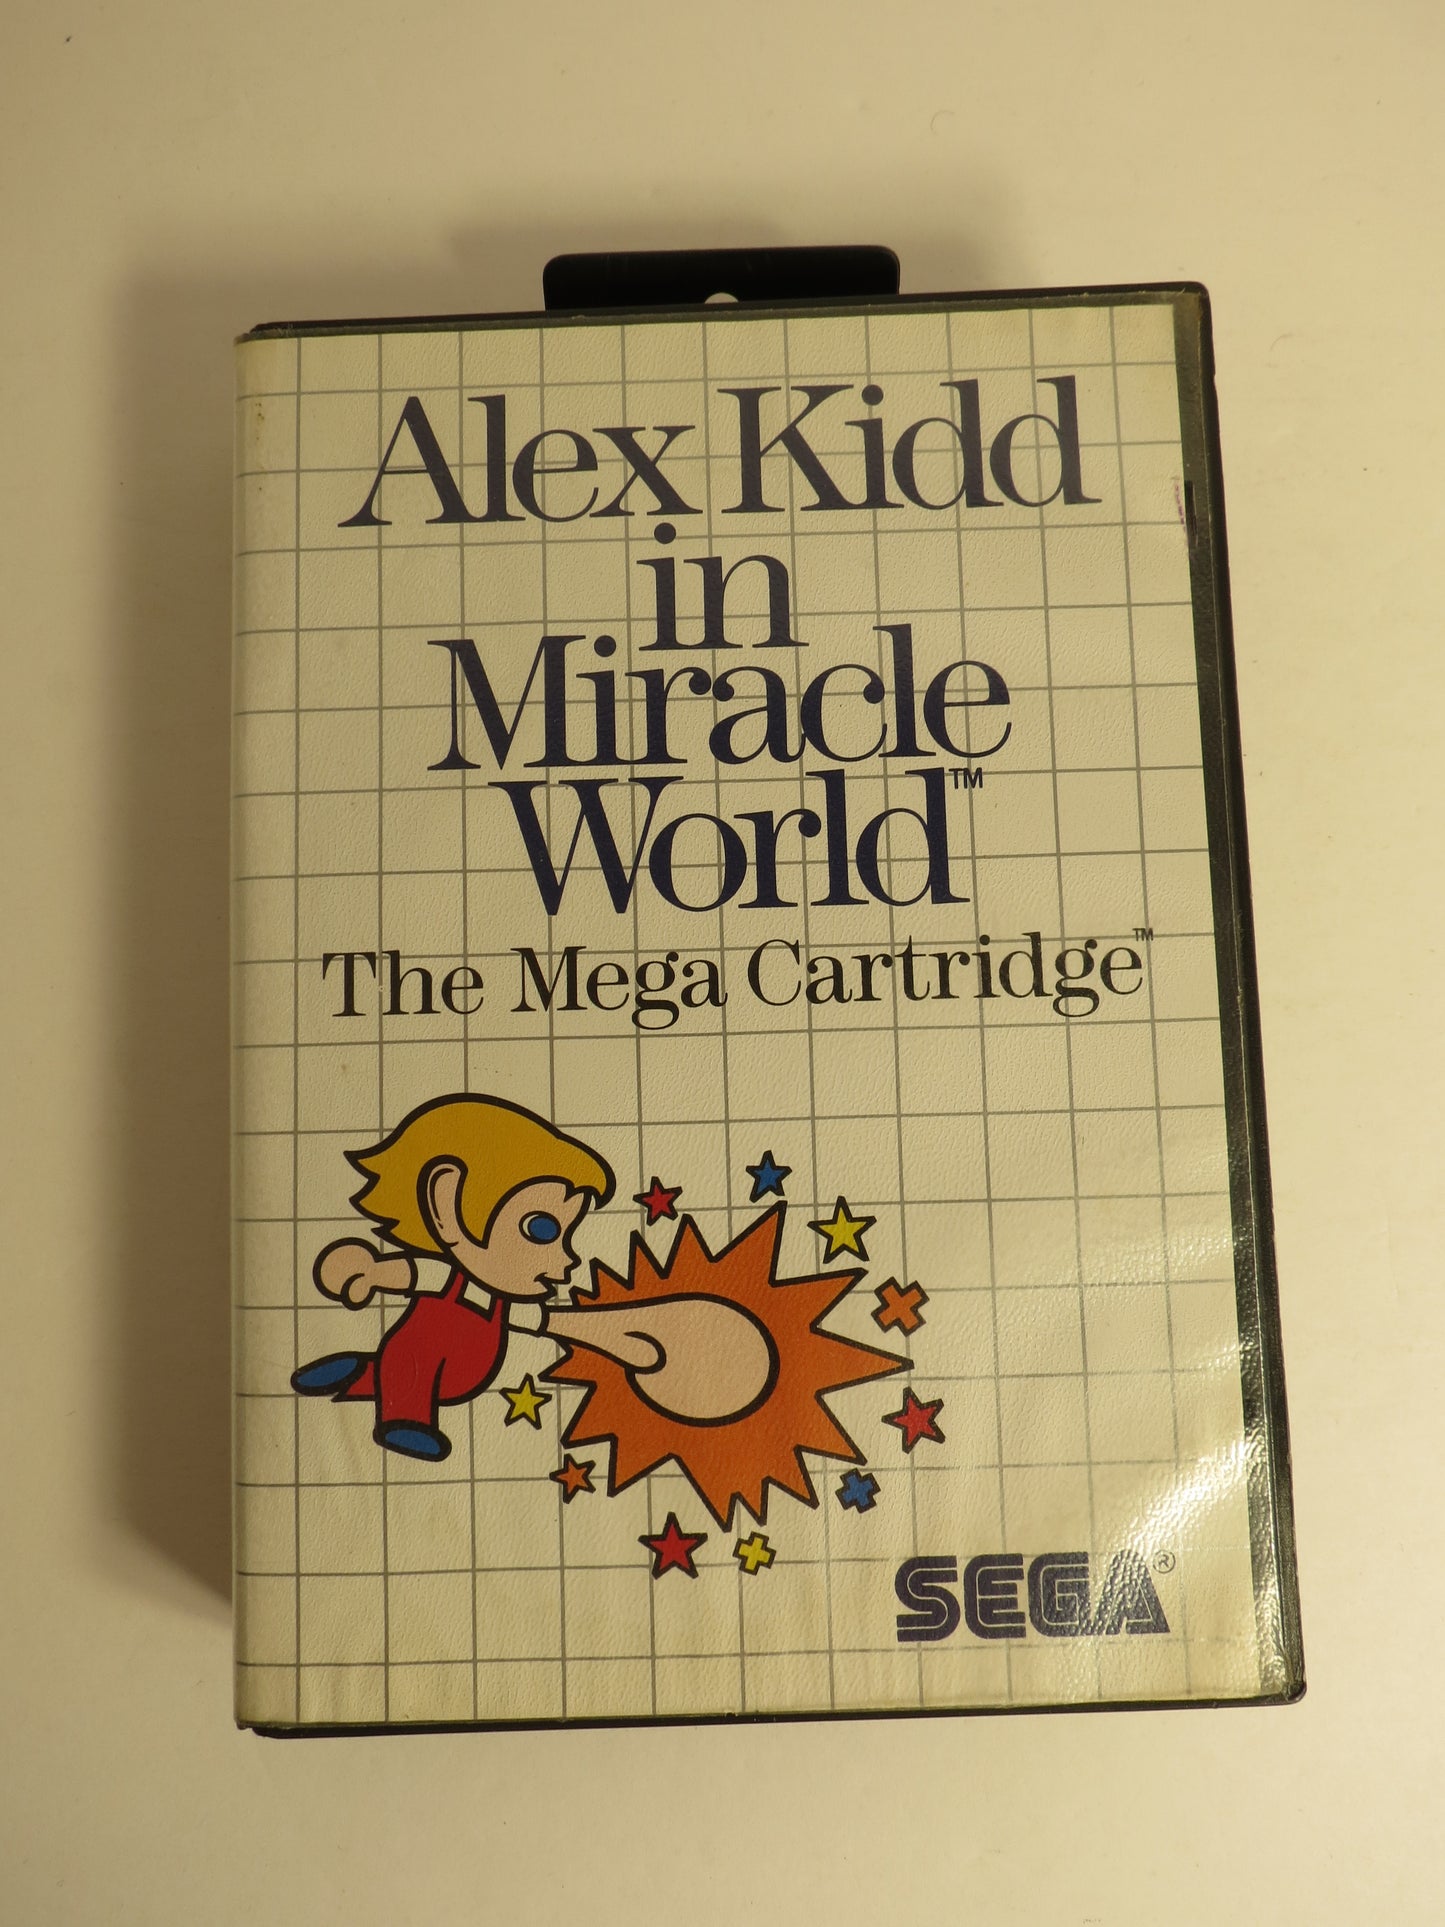 Alex Kidd
in
Miracle
World™
The Mega Cartridge™
SEGA®